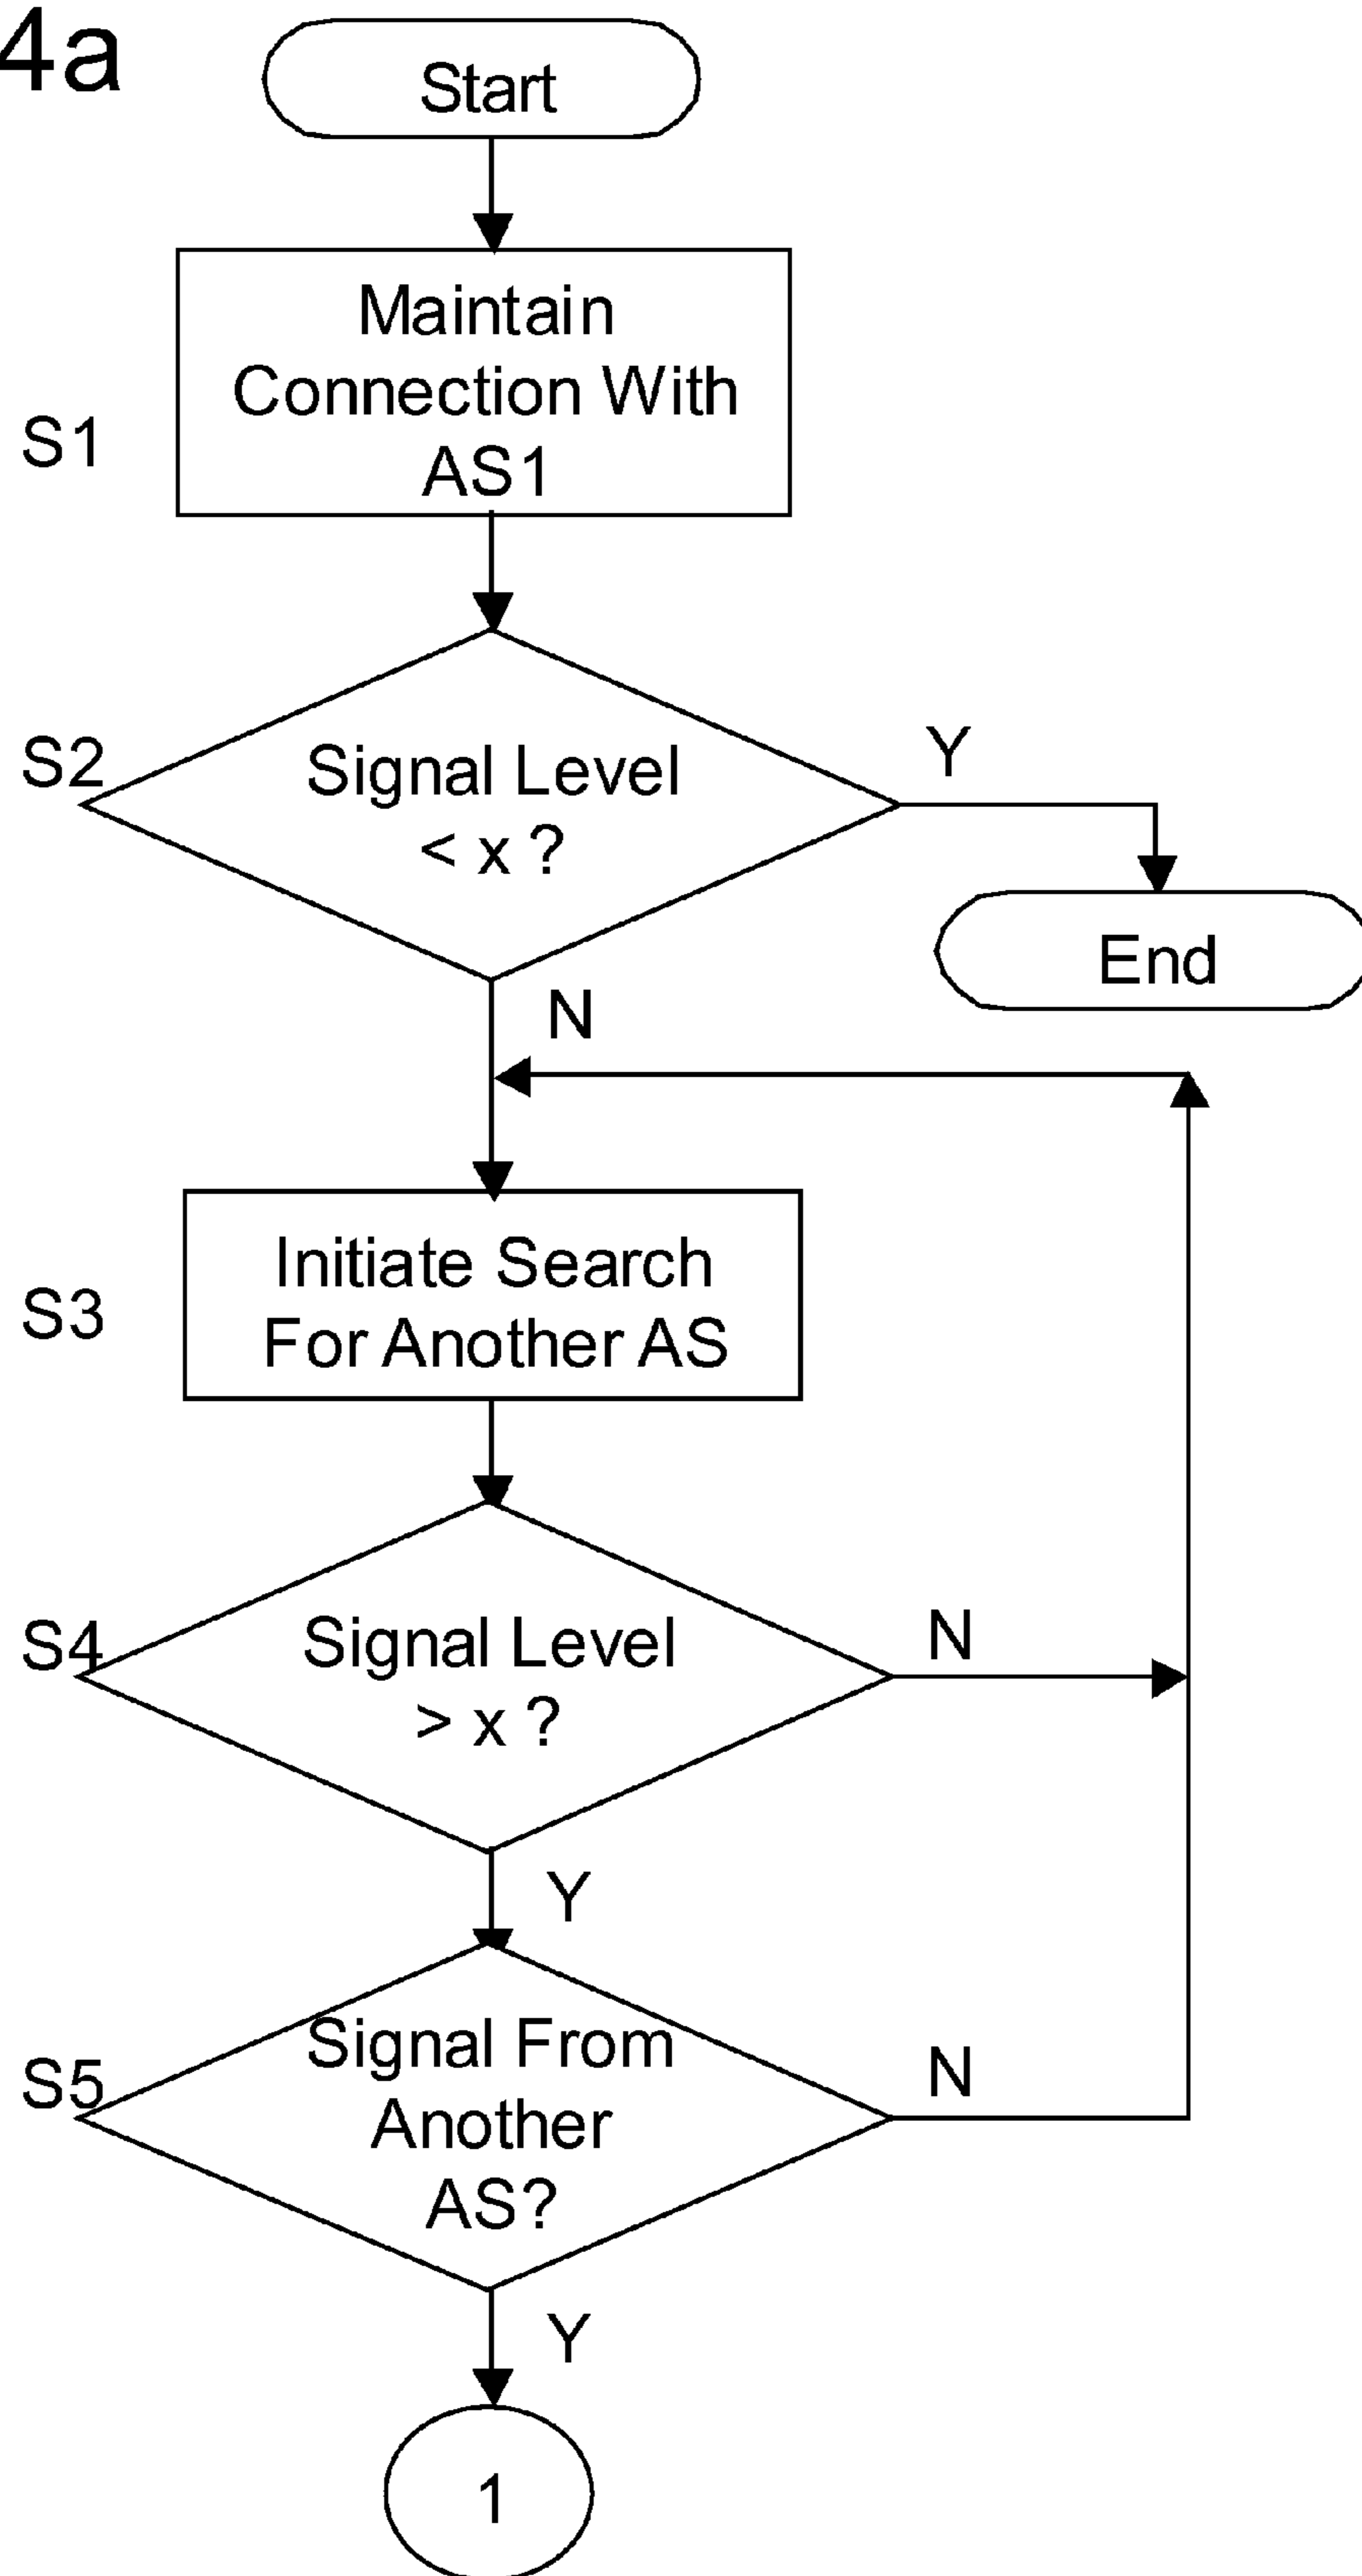 4a
Start
Maintain
Connection With
AS1
S1
S2
Signal Level
< x ?
Y
End
N
Initiate Search
For Another AS
S3
S4
Signal Level
> x ?
N
Y
S5
Signal From
Another
AS?
N
Y
1